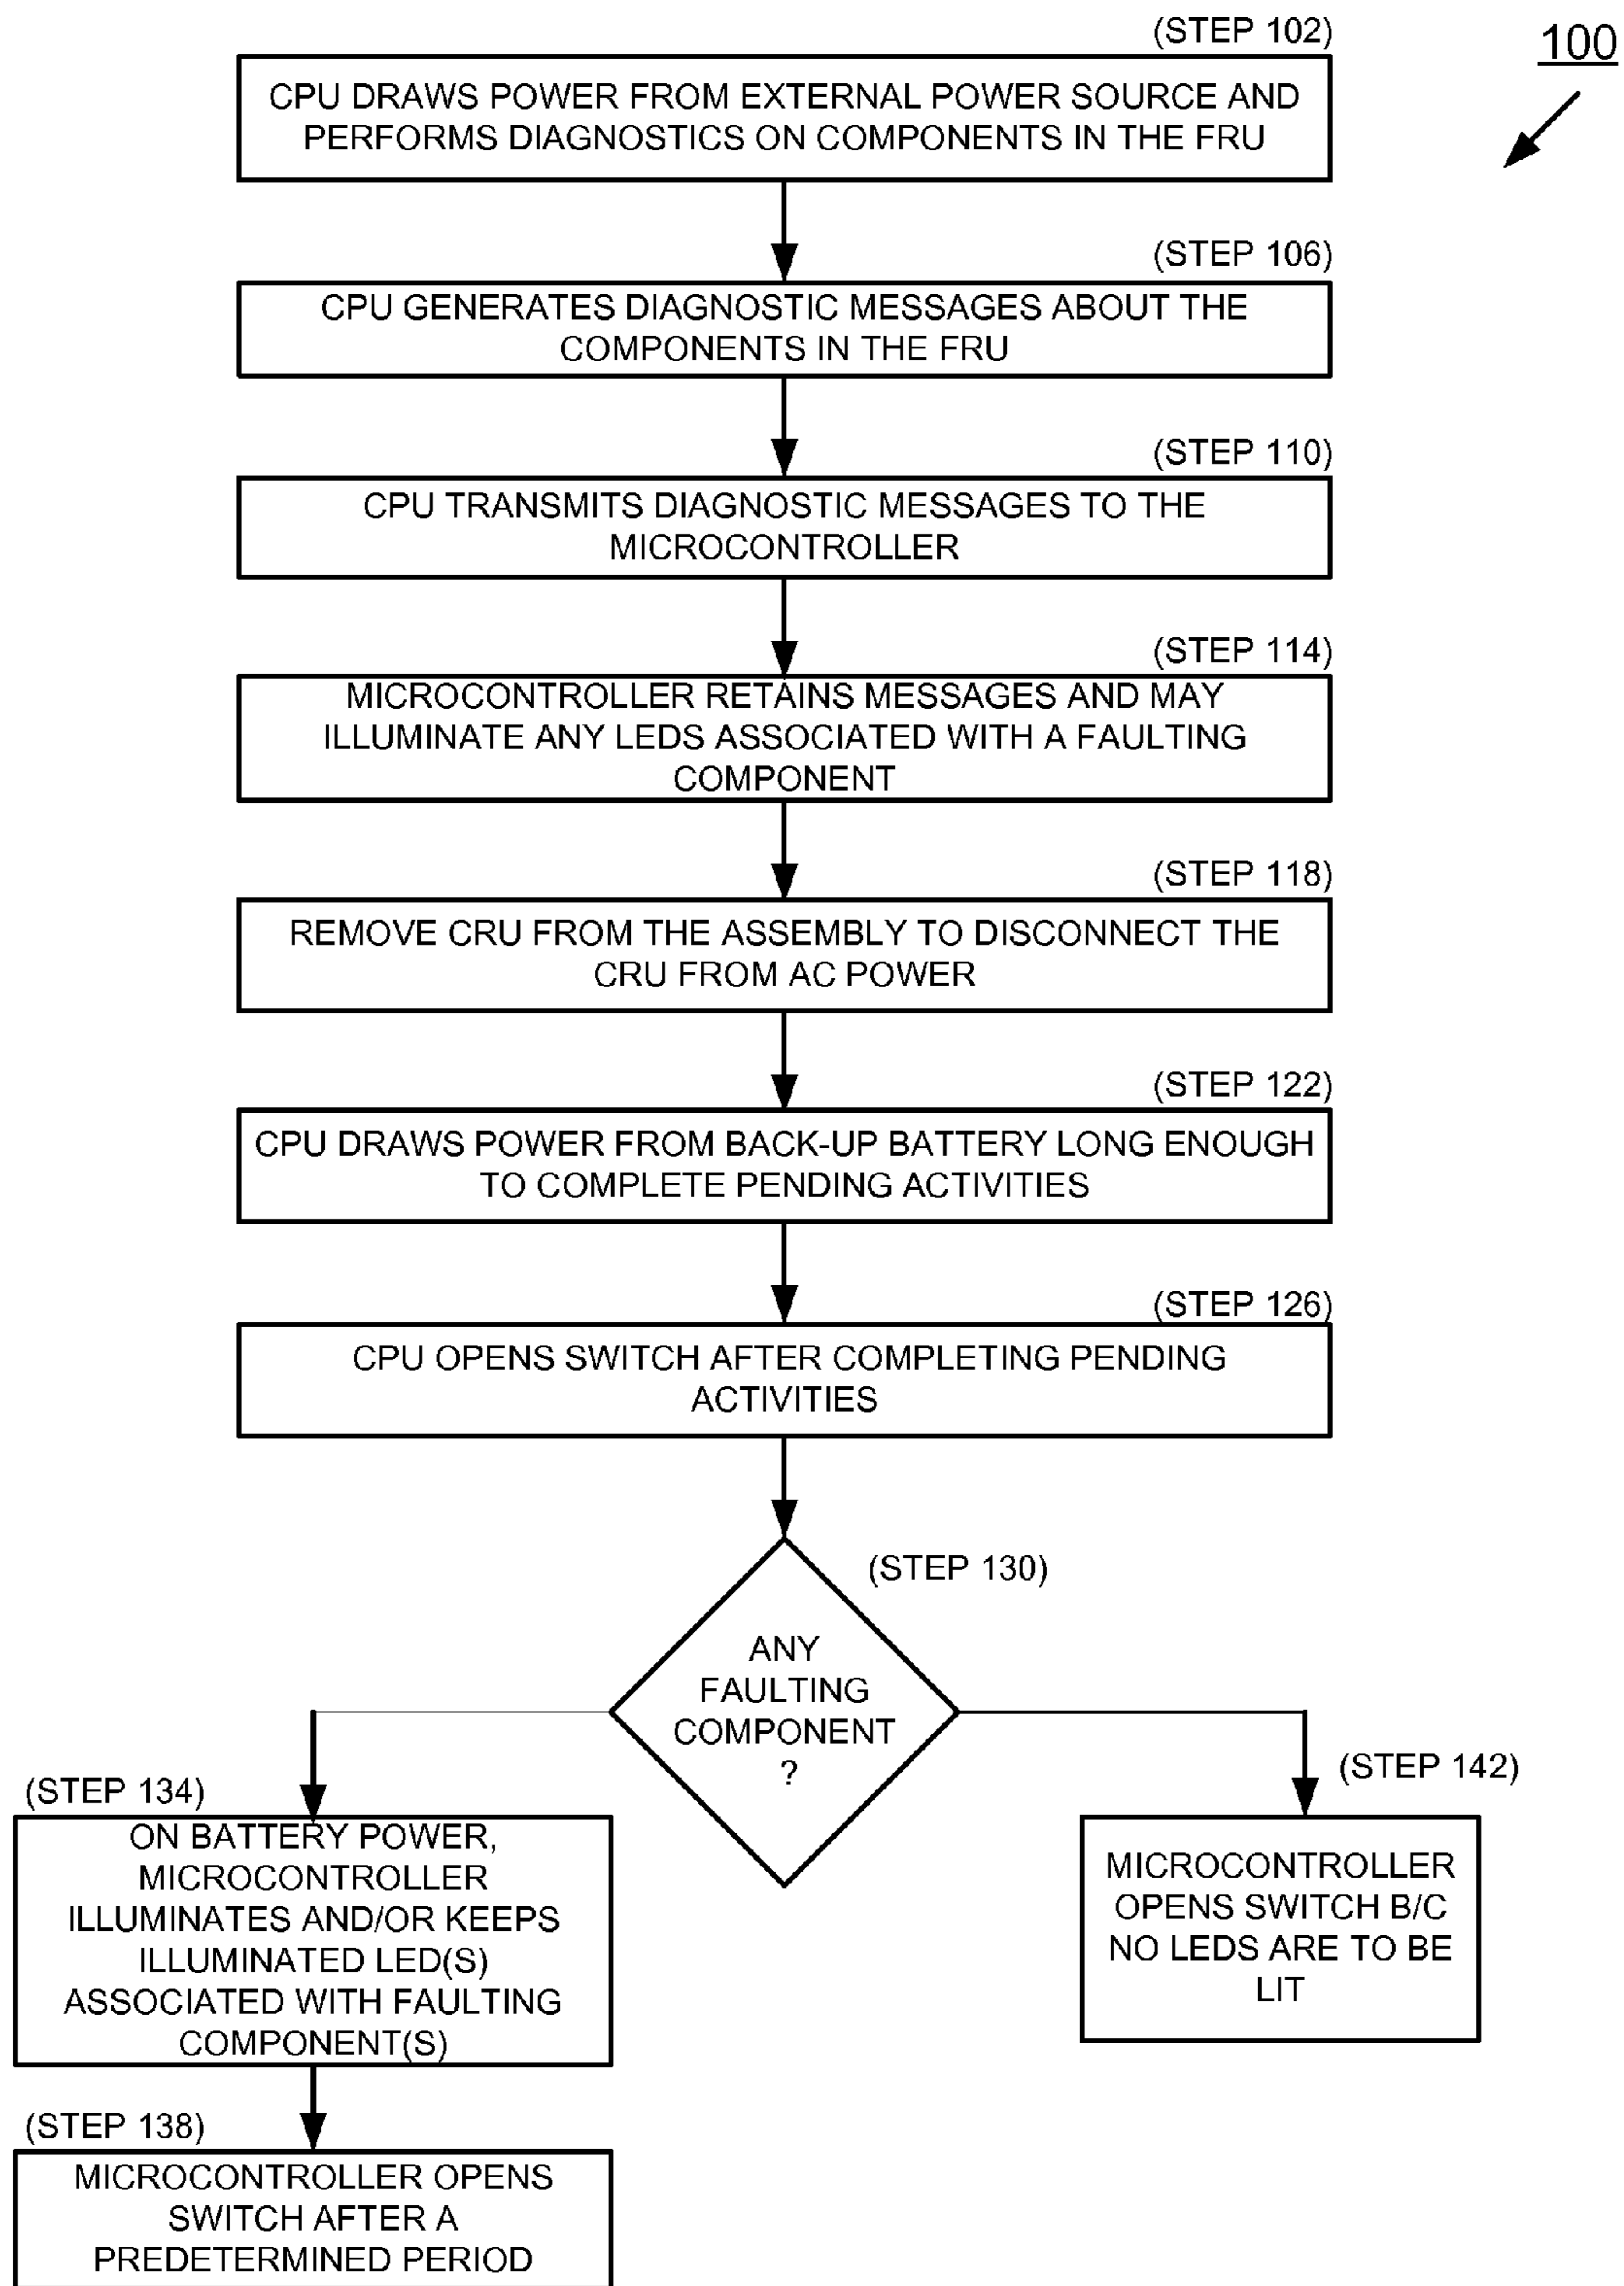 (STEP 102)
100
CPU DRAWS POWER FROM EXTERNAL POWER SOURCE AND
PERFORMS DIAGNOSTICS ON COMPONENTS IN THE FRU
(STEP 106)
CPU GENERATES DIAGNOSTIC MESSAGES ABOUT THE
COMPONENTS IN THE FRU
(STEP 110)
CPU TRANSMITS DIAGNOSTIC MESSAGES TO THE
MICROCONTROLLER
(STEP 114)
MICROCONTROLLER RETAINS MESSAGES AND MAY
ILLUMINATE ANY LEDS ASSOCIATED WITH A FAULTING
COMPONENT
(STEP 118)
REMOVE CRU FROM THE ASSEMBLY TO DISCONNECT THE
CRU FROM AC POWER
(STEP 122)
CPU DRAWS POWER FROM BACK-UP BATTERY LONG ENOUGH
TO COMPLETE PENDING ACTIVITIES
(STEP 126)
CPU OPENS SWITCH AFTER COMPLETING PENDING
ACTIVITIES
(STEP 130)
ANY
FAULTING
COMPONENT
?
(STEP 134)
ON BATTERY POWER,
MICROCONTROLLER
ILLUMINATES AND/OR KEEPS
ILLUMINATED LED(S)
ASSOCIATED WITH FAULTING
COMPONENT(S)
(STEP 138)
MICROCONTROLLER OPENS
SWITCH AFTER A
PREDETERMINED PERIOD
(STEP 142)
MICROCONTROLLER
OPENS SWITCH B/C
NO LEDS ARE TO BE
LIT